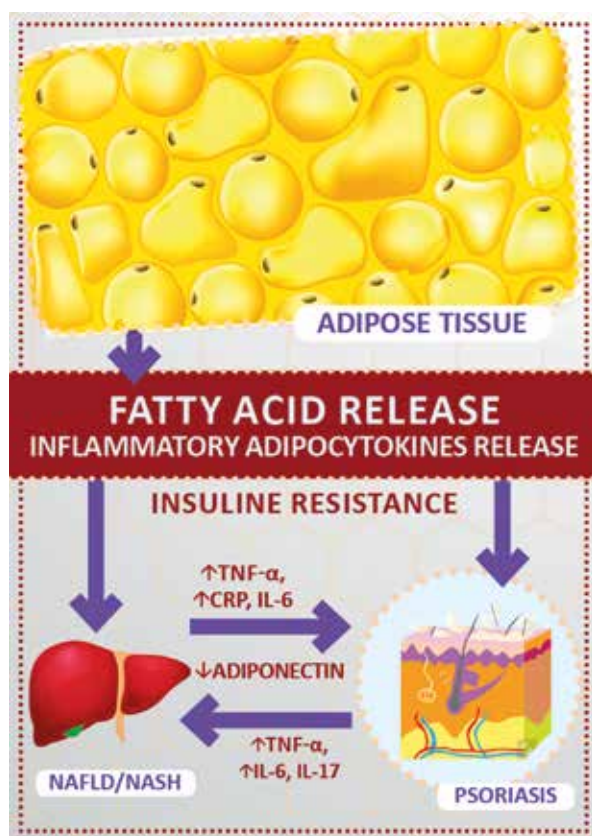 ADIPOSE TISSUE
FATTY ACID RELEASE
INFLAMMATORY ADIPOCYTOKINES RELEASE
INSULINE RESISTANCE
↑TNF-α,
↑CRP, IL-6
↓ADIPONECTIN
↑TNF-α,
↑IL-6, IL-17
NAFLD/NASH
PSORIASIS